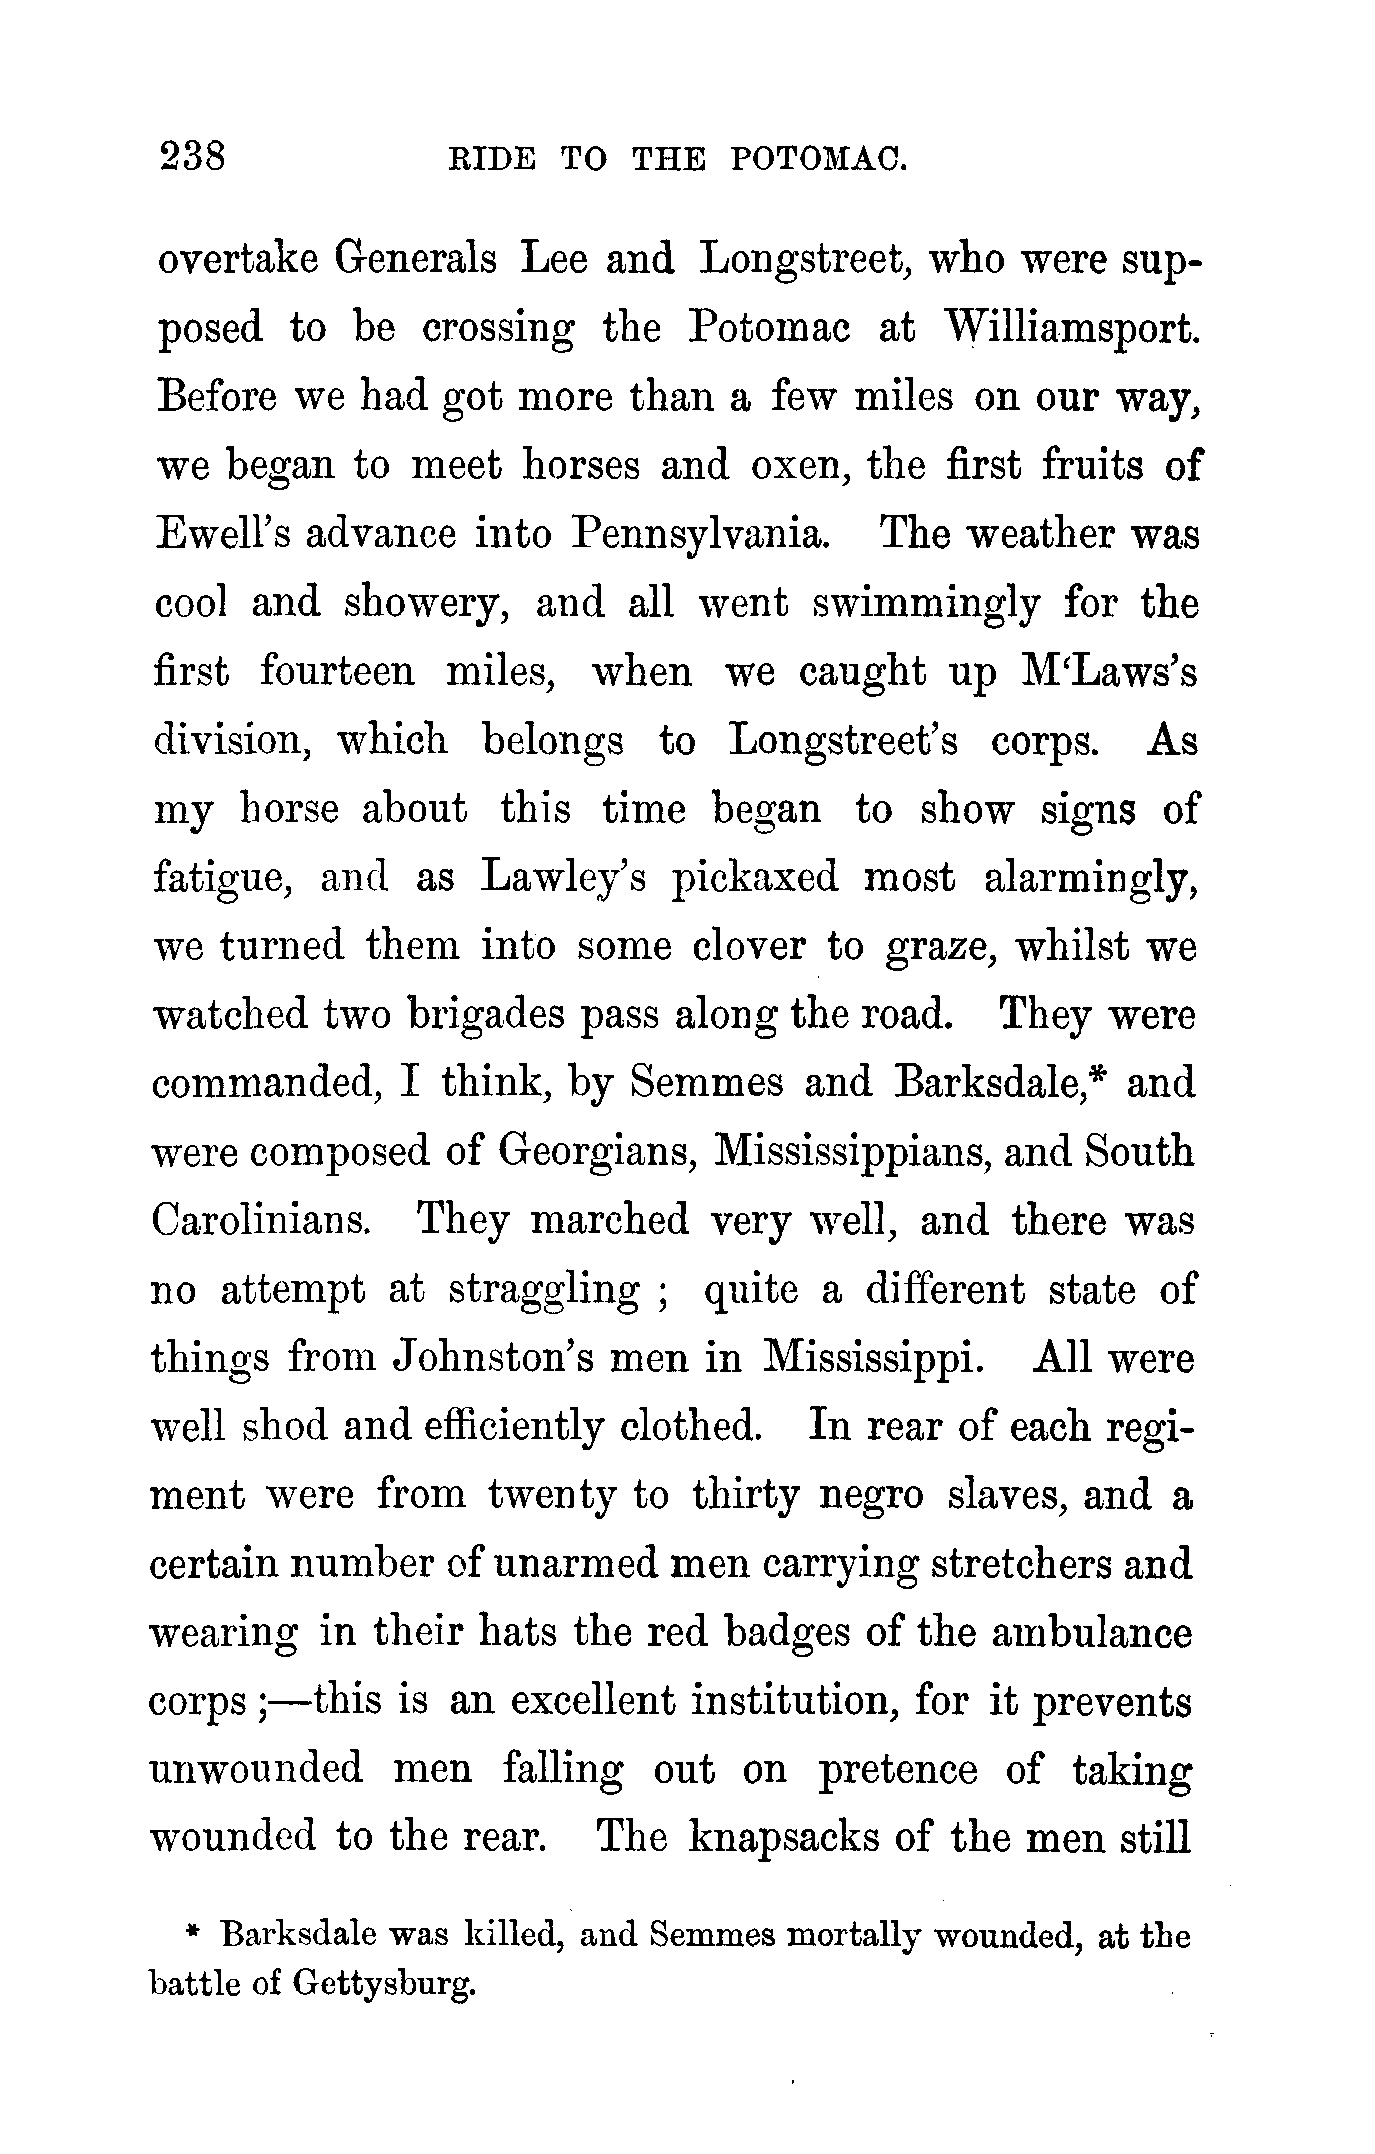 238 RIDE TO THE POTOMAC.
overtake Generals Lee and Longstreet, who were sup-
posed to be crossing the Potomac at Williamsport.
Before we had got more than a few miles on our way,
we began to meet horses and oxen, the first fruits of
Ewell's advance into Pennsylvania. The weather was
cool and showery, and all went swimmingly for the
first fourteen miles, when we caught up M‘Laws's
division, which belongs to Longstreet's corps. As
my horse about this time began to show signs of
fatigue, and as Lawley's pickaxed most alarmingly,
we turned them into some clover to graze, whilst we
watched two brigades pass along the road. They were
commanded, I think, by Semmes and Barksdale,* and
were composed of Georgians, Mississippians, and South
Carolinians. They marched very well, and there was
no attempt at straggling ; quite a different state of
things from Johnston's men in Mississippi. All were
well shod and efficiently clothed. In rear of each regi-
ment were from twenty to thirty negro slaves, and a
certain number of unarmed men carrying stretchers and
wearing in their hats the red badges of the ambulance
corps ;—this is an excellent institution, for it prevents
unwounded men falling out on pretence of taking
wounded to the rear. The knapsacks of the men still
* Barksdale was killed, and Semmes mortally wounded, at the
battle of Gettysburg.